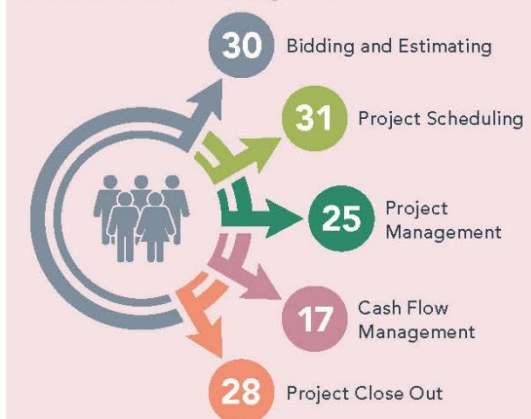 30 Bidding and Estimating
31 Project Scheduling
25 Project
Management
17 Cash Flow
Management
28 Project Close Out